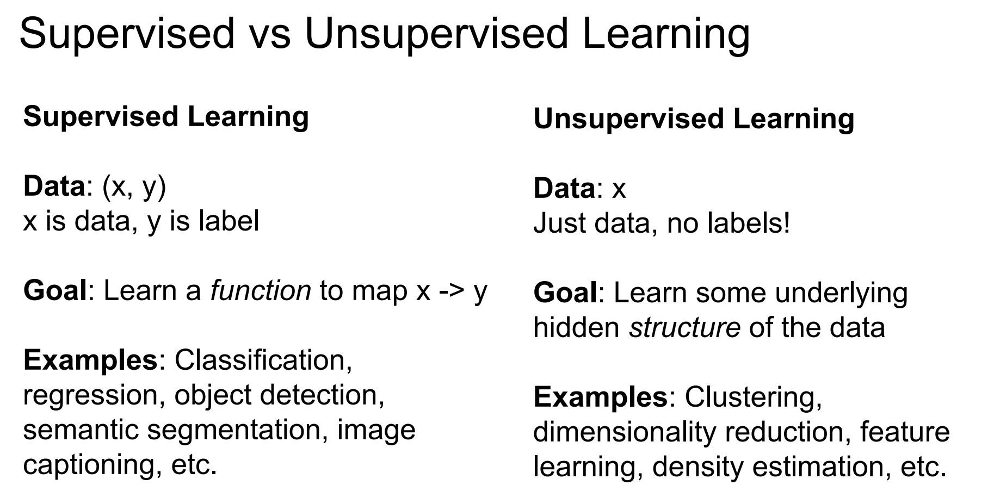 Supervised vs Unsupervised Learning
Supervised Learning
Data: (x, y)
x is data, y is label
Goal: Learn a function to map x -> y
Examples: Classification,
regression, object detection,
semantic segmentation, image
captioning, etc.
Unsupervised Learning
Data: x
Just data, no labels!
Goal: Learn some underlying
hidden structure of the data
Examples: Clustering,
dimensionality reduction, feature
learning, density estimation, etc.